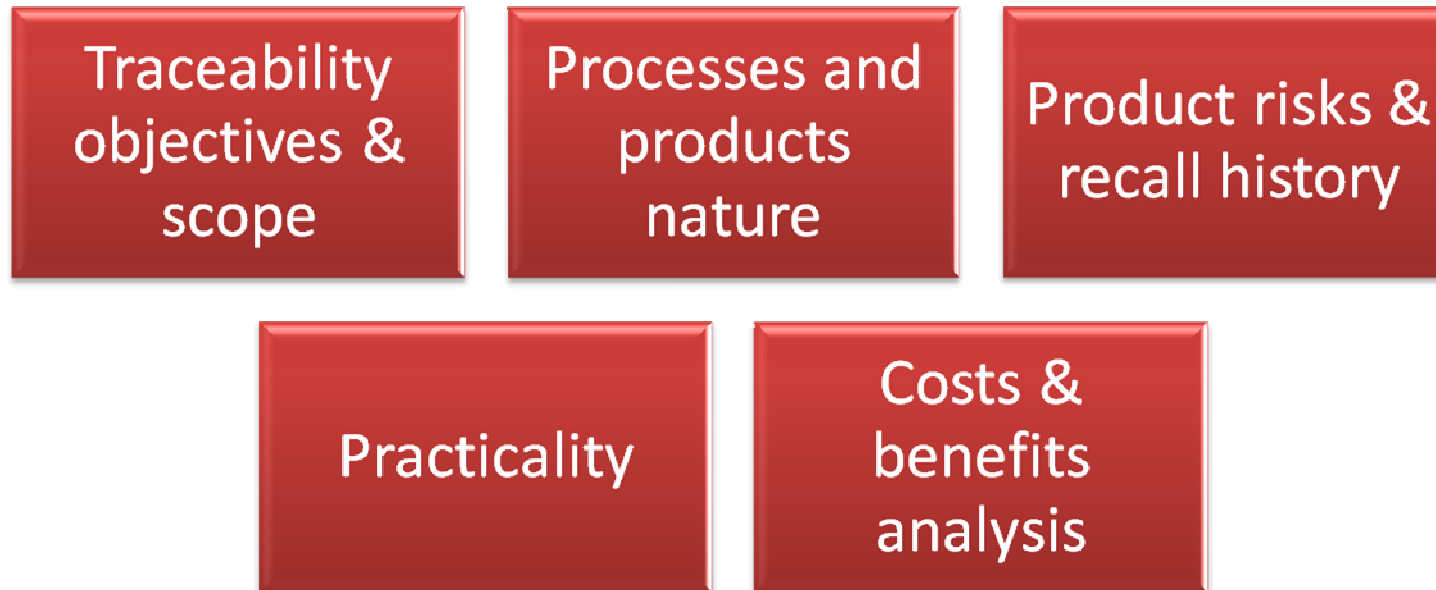 Traceability
objectives &
scope
Processes and
products
nature
Product risks &
recall history
Practicality
Costs &
benefits
analysis